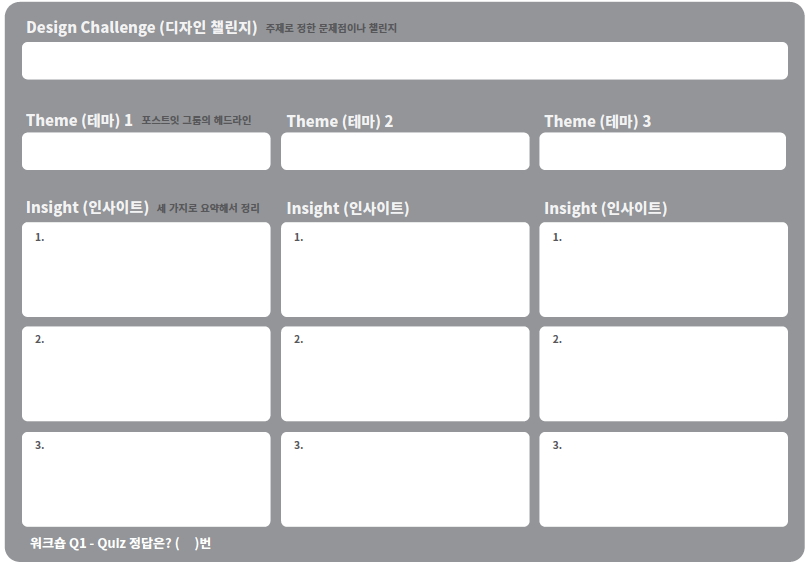 Design Challenge (디자인 챌린지) 주제로 정한 문제점이나 챌린지
Theme (테마) 1 포스트잇 그룹의 헤드라인
Theme (테마) 2
Theme (테마) 3
Insight (인사이트) 세 가지로 요약해서 정리
Insight (인사이트)
Insight (인사이트)
1.
1.
1.
2.
2.
2.
3.
3.
3.
워크숍 Q1 - Quiz 정답은? ( )번